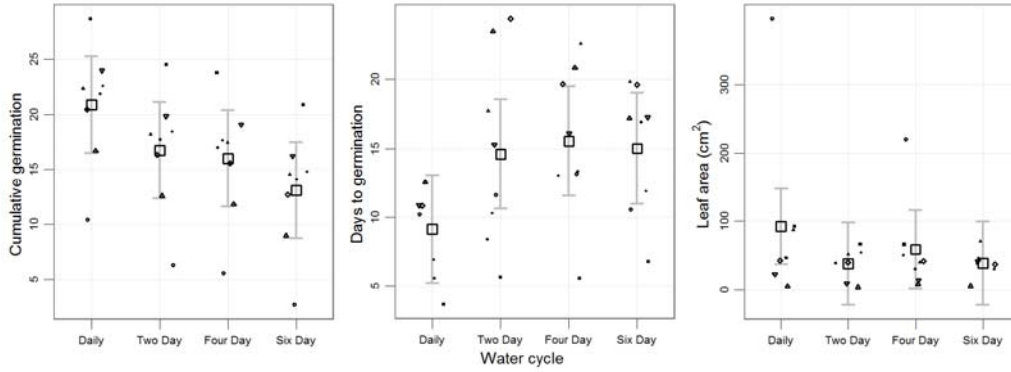 Cumulative germination
25
20
15
10
5
Daily
Two Day
Four Day
Six Day
Days to germination
20
15
10
5
Daily
Two Day
Four Day
Six Day
Water cycle
Leaf area (cm²)
400
300
200
100
0
Daily
Two Day
Four Day
Six Day